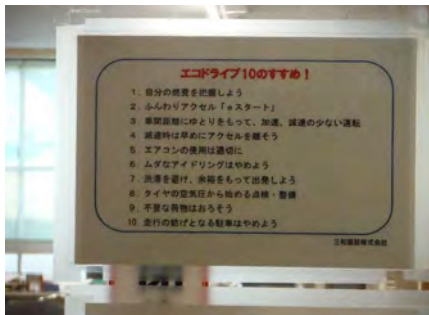 エコドライブ10のすすめ！
1．自分の燃費を把握しよう
2．ふんわりアクセル「eスタート」
3．車間距離にゆとりをもって、加速、減速の少ない運転
4．減速時は早めにアクセルを離そう
5．エアコンの使用は適切に
6．ムダなアイドリングはやめよう
7．渋滞を避け、余裕をもって出発しよう
8．タイヤの空気圧から始める点検・整備
9．不要な荷物はおろそう
10．走行の妨げとなる駐車はやめよう